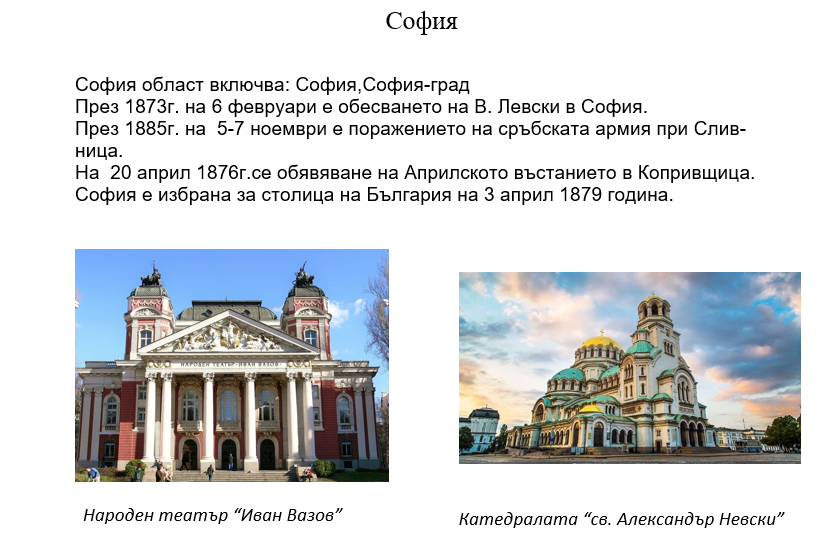 София
София област включва: София,София-град
През 1873г. на 6 февруари е обесването на В. Левски в София.
През 1885г. на  5-7 ноември е поражението на сръбската армия при Слив-
ница.
На  20 април 1876г.се обявяване на Априлското въстанието в Копривщица.
София е избрана за столица на България на 3 април 1879 година.
НАРОДЕН ТЕАТЪР·ИВАН ВАЗОВ
Народен театър “Иван Вазов”
Катедралата “св. Александър Невски”